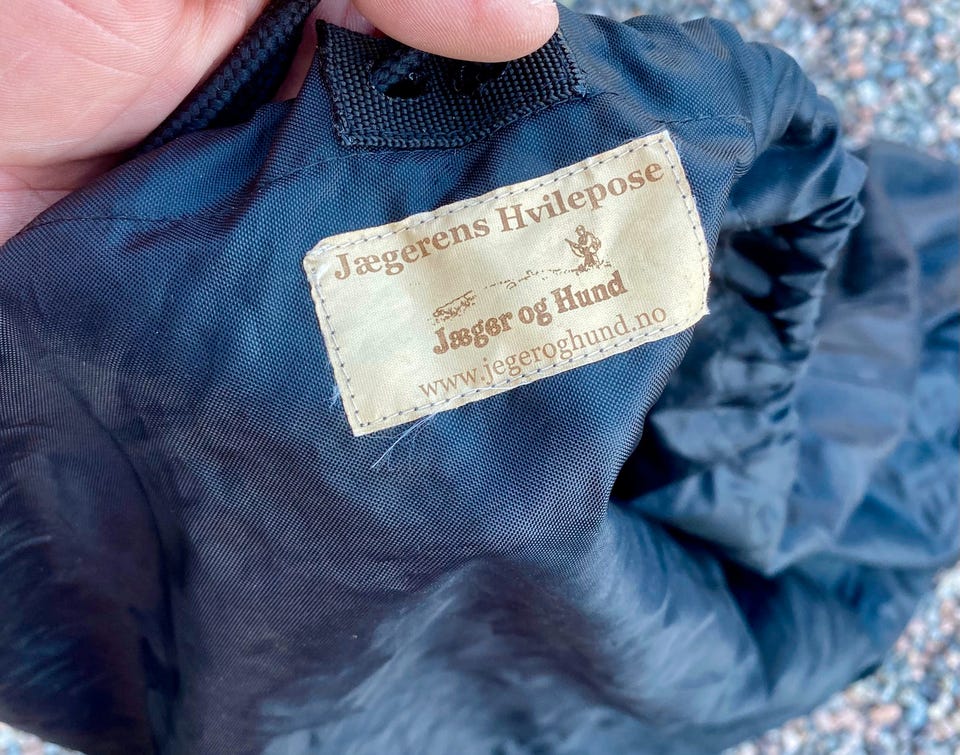 Jægerens Hvilepose
Jæger og Hund
www.jegeroghund.no